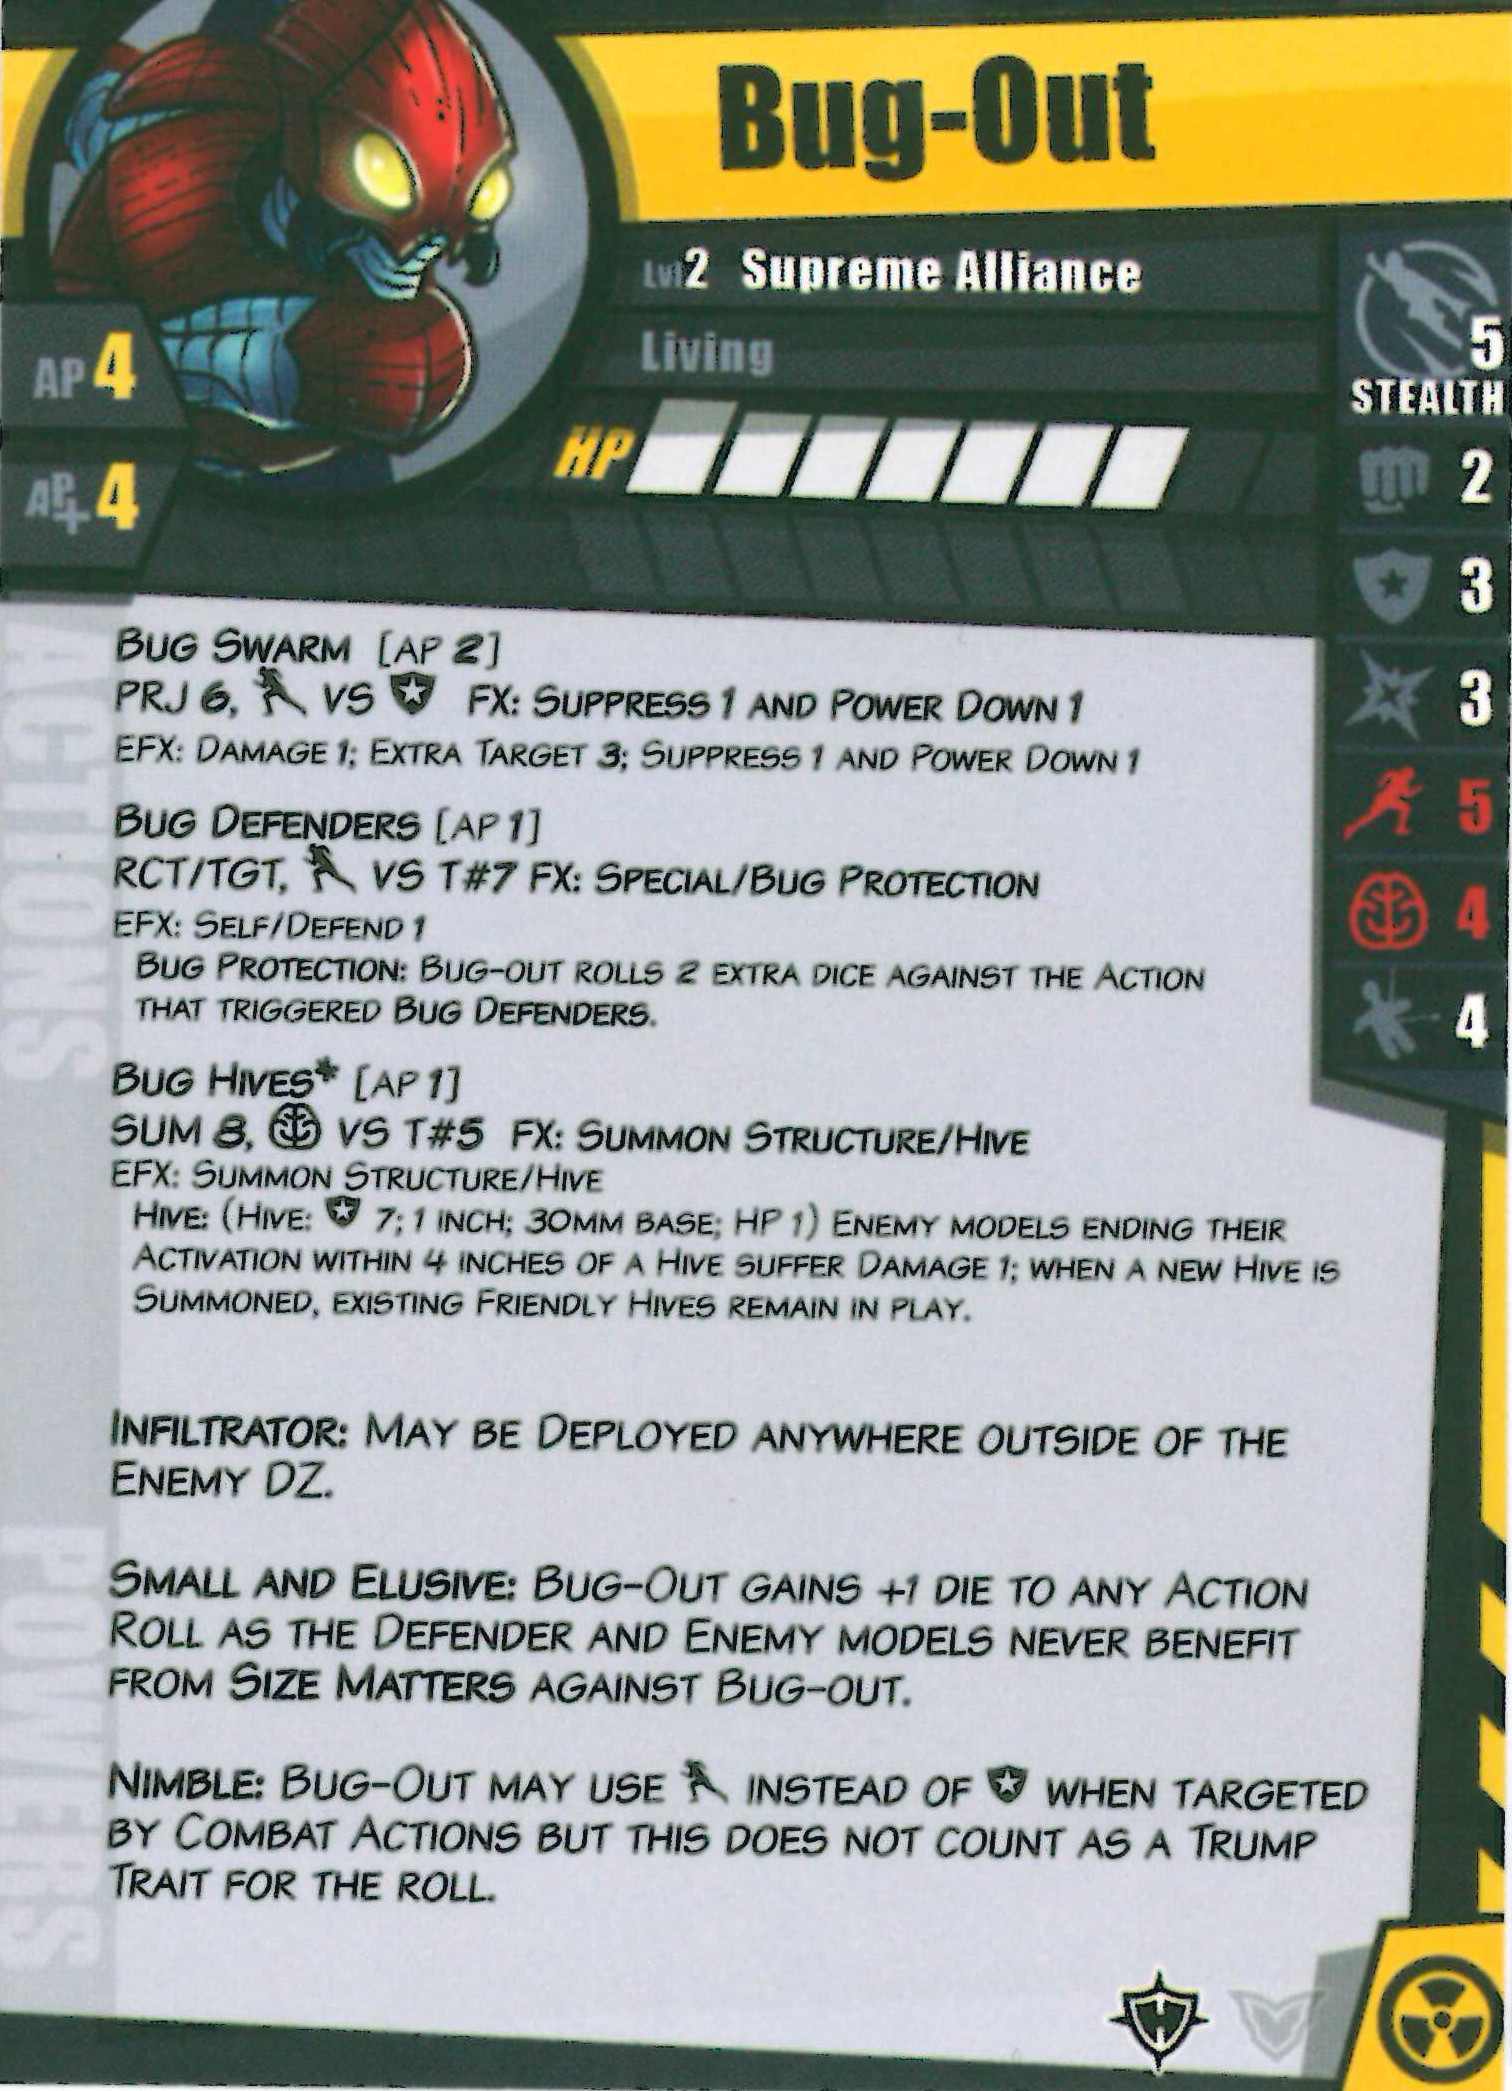 Bug-Out
Lvl 2 Supreme Alliance
Living
AP 4
AP+ 4
HP
5
STEALTH
2
3
3
5
4
4
ACTIONS
BUG SWARM [AP 2]
PRJ 6, VS FX: SUPPRESS 1 AND POWER DOWN 1
EFX: DAMAGE 1; EXTRA TARGET 3; SUPPRESS 1 AND POWER DOWN 1
BUG DEFENDERS [AP 1]
RCT/TGT, VS T#7 FX: SPECIAL/BUG PROTECTION
EFX: SELF/DEFEND 1
BUG PROTECTION: BUG-OUT ROLLS 2 EXTRA DICE AGAINST THE ACTION
THAT TRIGGERED BUG DEFENDERS.
BUG HIVES* [AP 1]
SUM 8, VS T#5 FX: SUMMON STRUCTURE/HIVE
EFX: SUMMON STRUCTURE/HIVE
HIVE: (HIVE: 7; 1 INCH; 30MM BASE; HP 1) ENEMY MODELS ENDING THEIR
ACTIVATION WITHIN 4 INCHES OF A HIVE SUFFER DAMAGE 1; WHEN A NEW HIVE IS
SUMMONED, EXISTING FRIENDLY HIVES REMAIN IN PLAY.
POWERS
INFILTRATOR: MAY BE DEPLOYED ANYWHERE OUTSIDE OF THE
ENEMY DZ.
SMALL AND ELUSIVE: BUG-OUT GAINS +1 DIE TO ANY ACTION
ROLL AS THE DEFENDER AND ENEMY MODELS NEVER BENEFIT
FROM SIZE MATTERS AGAINST BUG-OUT.
NIMBLE: BUG-OUT MAY USE INSTEAD OF WHEN TARGETED
BY COMBAT ACTIONS BUT THIS DOES NOT COUNT AS A TRUMP
TRAIT FOR THE ROLL.